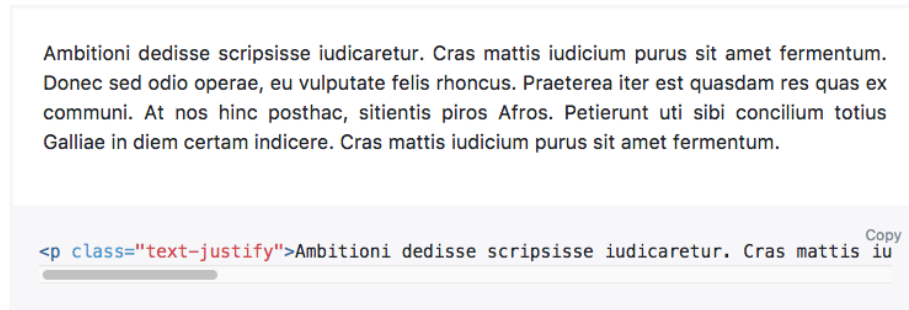 Ambitioni dedisse scripsisse iudicaretur. Cras mattis iudicium purus sit amet fermentum.
Donec sed odio operae, eu vulputate felis rhoncus. Praeterea iter est quasdam res quas ex
communi. At nos hinc posthac, sitientis piros Afros. Petierunt uti sibi concilium totius
Galliae in diem certam indicere. Cras mattis iudicium purus sit amet fermentum.
Copy
<p class="text-justify">Ambitioni dedisse scripsisse iudicaretur. Cras mattis iu